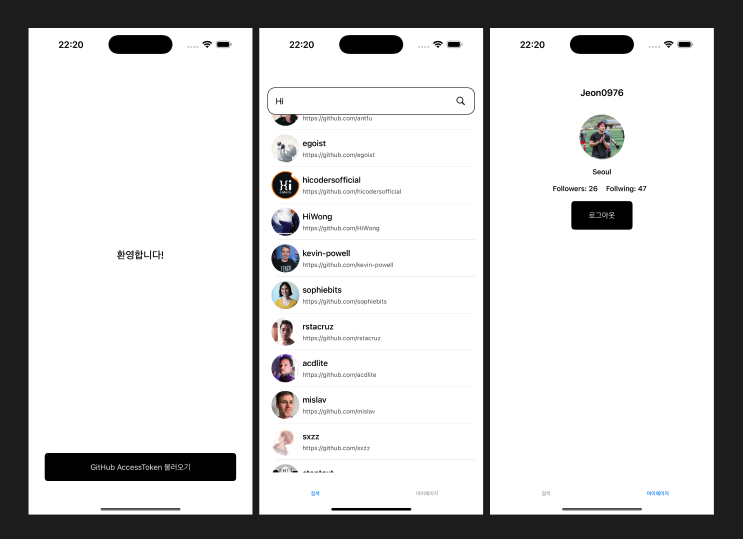 22:20
환영합니다!
GitHub AccessToken 불러오기
22:20
Hi
https://github.com/antfu
egoist
https://github.com/egoist
hicodersofficial
https://github.com/hicodersofficial
HiWong
https://github.com/HiWong
kevin-powell
https://github.com/kevin-powell
sophiebits
https://github.com/sophiebits
rstacruz
https://github.com/rstacruz
acdlite
https://github.com/acdlite
mislav
https://github.com/mislav
sxzz
https://github.com/sxzz
검색 마이페이지
22:20
Jeon0976
Seoul
Followers: 26 Follwing: 47
로그아웃
검색 마이페이지